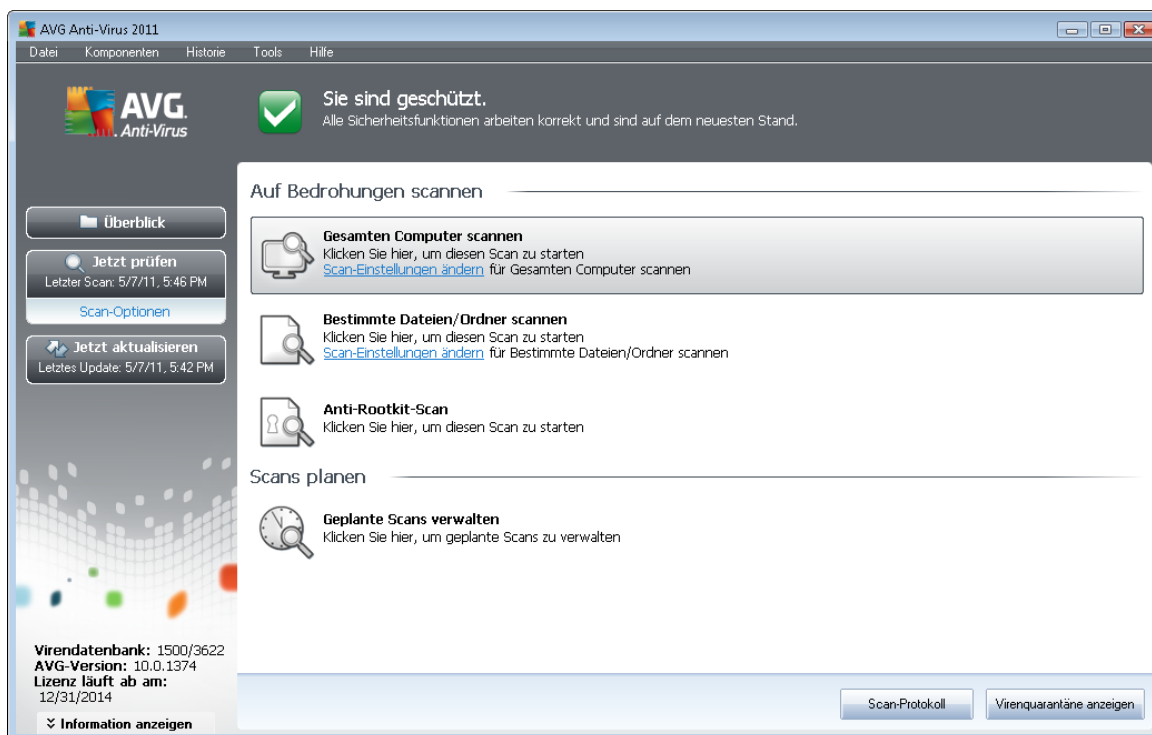 AVG Anti-Virus 2011
Datei Komponenten Historie Tools Hilfe
AVG.
Anti-Virus
Sie sind geschützt.
Alle Sicherheitsfunktionen arbeiten korrekt und sind auf dem neuesten Stand.
Überblick
Jetzt prüfen
Letzter Scan: 5/7/11, 5:46 PM
Scan-Optionen
Jetzt aktualisieren
Letztes Update: 5/7/11, 5:42 PM
Auf Bedrohungen scannen
Gesamten Computer scannen
Klicken Sie hier, um diesen Scan zu starten
Scan-Einstellungen ändern für Gesamten Computer scannen
Bestimmte Dateien/Ordner scannen
Klicken Sie hier, um diesen Scan zu starten
Scan-Einstellungen ändern für Bestimmte Dateien/Ordner scannen
Anti-Rootkit-Scan
Klicken Sie hier, um diesen Scan zu starten
Scans planen
Geplante Scans verwalten
Klicken Sie hier, um geplante Scans zu verwalten
Virendatenbank: 1500/3622
AVG-Version: 10.0.1374
Lizenz läuft ab am:
12/31/2014
Information anzeigen
Scan-Protokoll
Virenquarantäne anzeigen